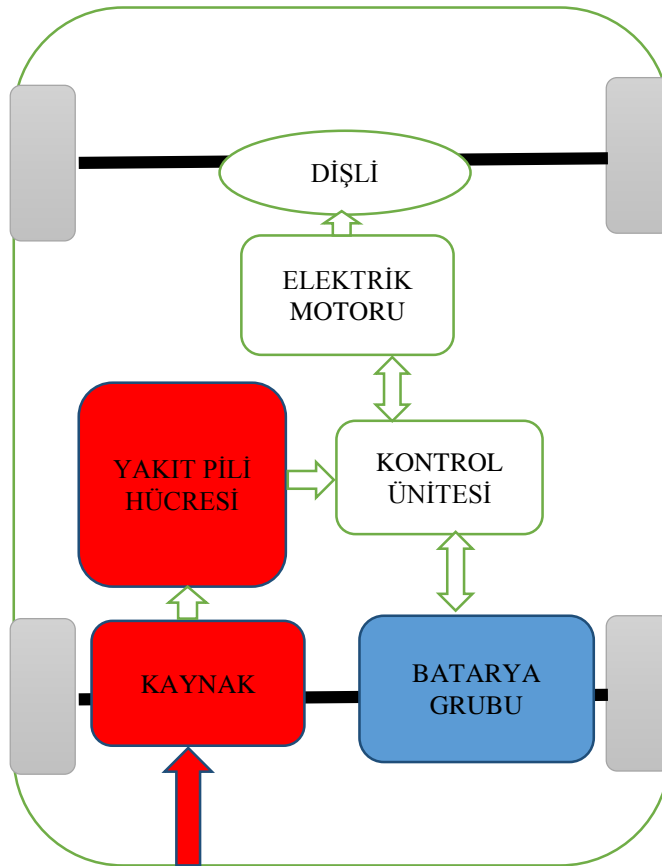 DİŞLİ
ELEKTRİK
MOTORU
YAKIT PİLİ
HÜCRESİ
KONTROL
ÜNİTESİ
KAYNAK
BATARYA
GRUBU